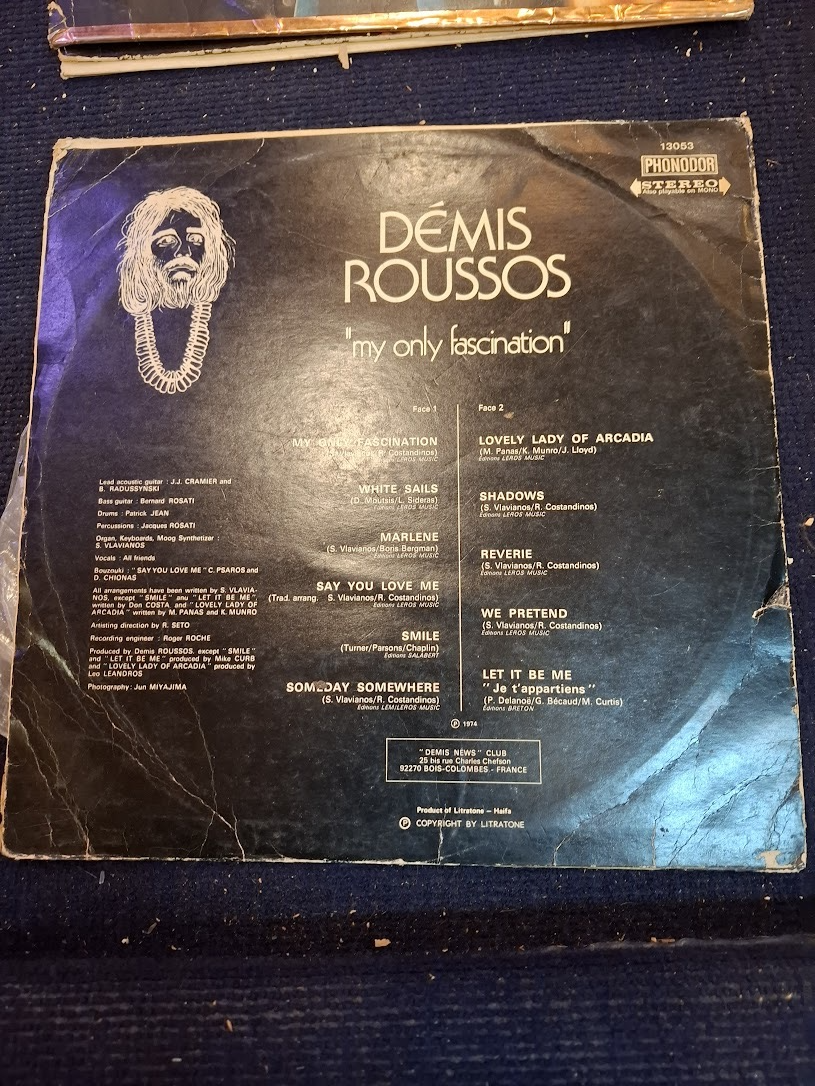 13053
PHONODOR
STEREO
Also playable on MONO
DÉMIS
ROUSSOS
"my only fascination"
Face 1
MY ONLY FASCINATION
Costandinos)
Editions LEROS MUSIC
WHITE SAILS
(D. Moutsis/L. Sideras)
Editions LEROS MUSIC
MARLENE
(S. Vlavianos/Boris Bergman)
Editions LEROS MUSIC
SAY YOU LOVE ME
(Trad. arrang. S. Vlavianos/R. Costandinos)
Editions LEROS MUSIC
SMILE
(Turner/Parsons/Chaplin)
Editions SALABERT
SOMEDAY SOMEWHERE
(S. Vlavianos/R. Costandinos)
Editions LEM/LEROS MUSIC
Face 2
LOVELY LADY OF ARCADIA
(M. Panas/K. Munro/J. Lloyd)
Editions LEROS MUSIC
SHADOWS
(S. Vlavianos/R. Costandinos)
Editions LEROS MUSIC
REVERIE
(S. Vlavianos/R. Costandinos)
Editions LEROS MUSIC
WE PRETEND
(S. Vlavianos/R. Costandinos)
Editions LEROS MUSIC
LET IT BE ME
"Je t'appartiens"
(P. Delanoë/G. Bécaud/M. Curtis)
Editions BRETON
Lead acoustic guitar : J.J. CRAMIER and
B. RADUSSYNSKI
Bass guitar : Bernard ROSATI
Drums : Patrick JEAN
Percussions : Jacques ROSATI
Organ, Keyboards, Moog Synthetizer :
S. VLAVIANOS
Vocals : All friends
Bouzouki : "SAY YOU LOVE ME" C. PSAROS and
D. CHIONAS
All arrangements have been written by S. VLAVIA-
NOS, except "SMILE" and "LET IT BE ME",
written by Don COSTA, and "LOVELY LADY OF
ARCADIA" written by M. PANAS and K. MUNRO
Artisting direction by R. SETO
Recording engineer : Roger ROCHE
Produced by Demis ROUSSOS, except "SMILE"
and "LET IT BE ME" produced by Mike CURB
and "LOVELY LADY OF ARCADIA" produced by
Leo LEANDROS
Photography : Jun MIYAJIMA
Ⓟ 1974
"DEMIS NEWS" CLUB
25 bis rue Charles Chefson
92270 BOIS-COLOMBES - FRANCE
Product of Litratone – Haifa
Ⓟ COPYRIGHT BY LITRATONE